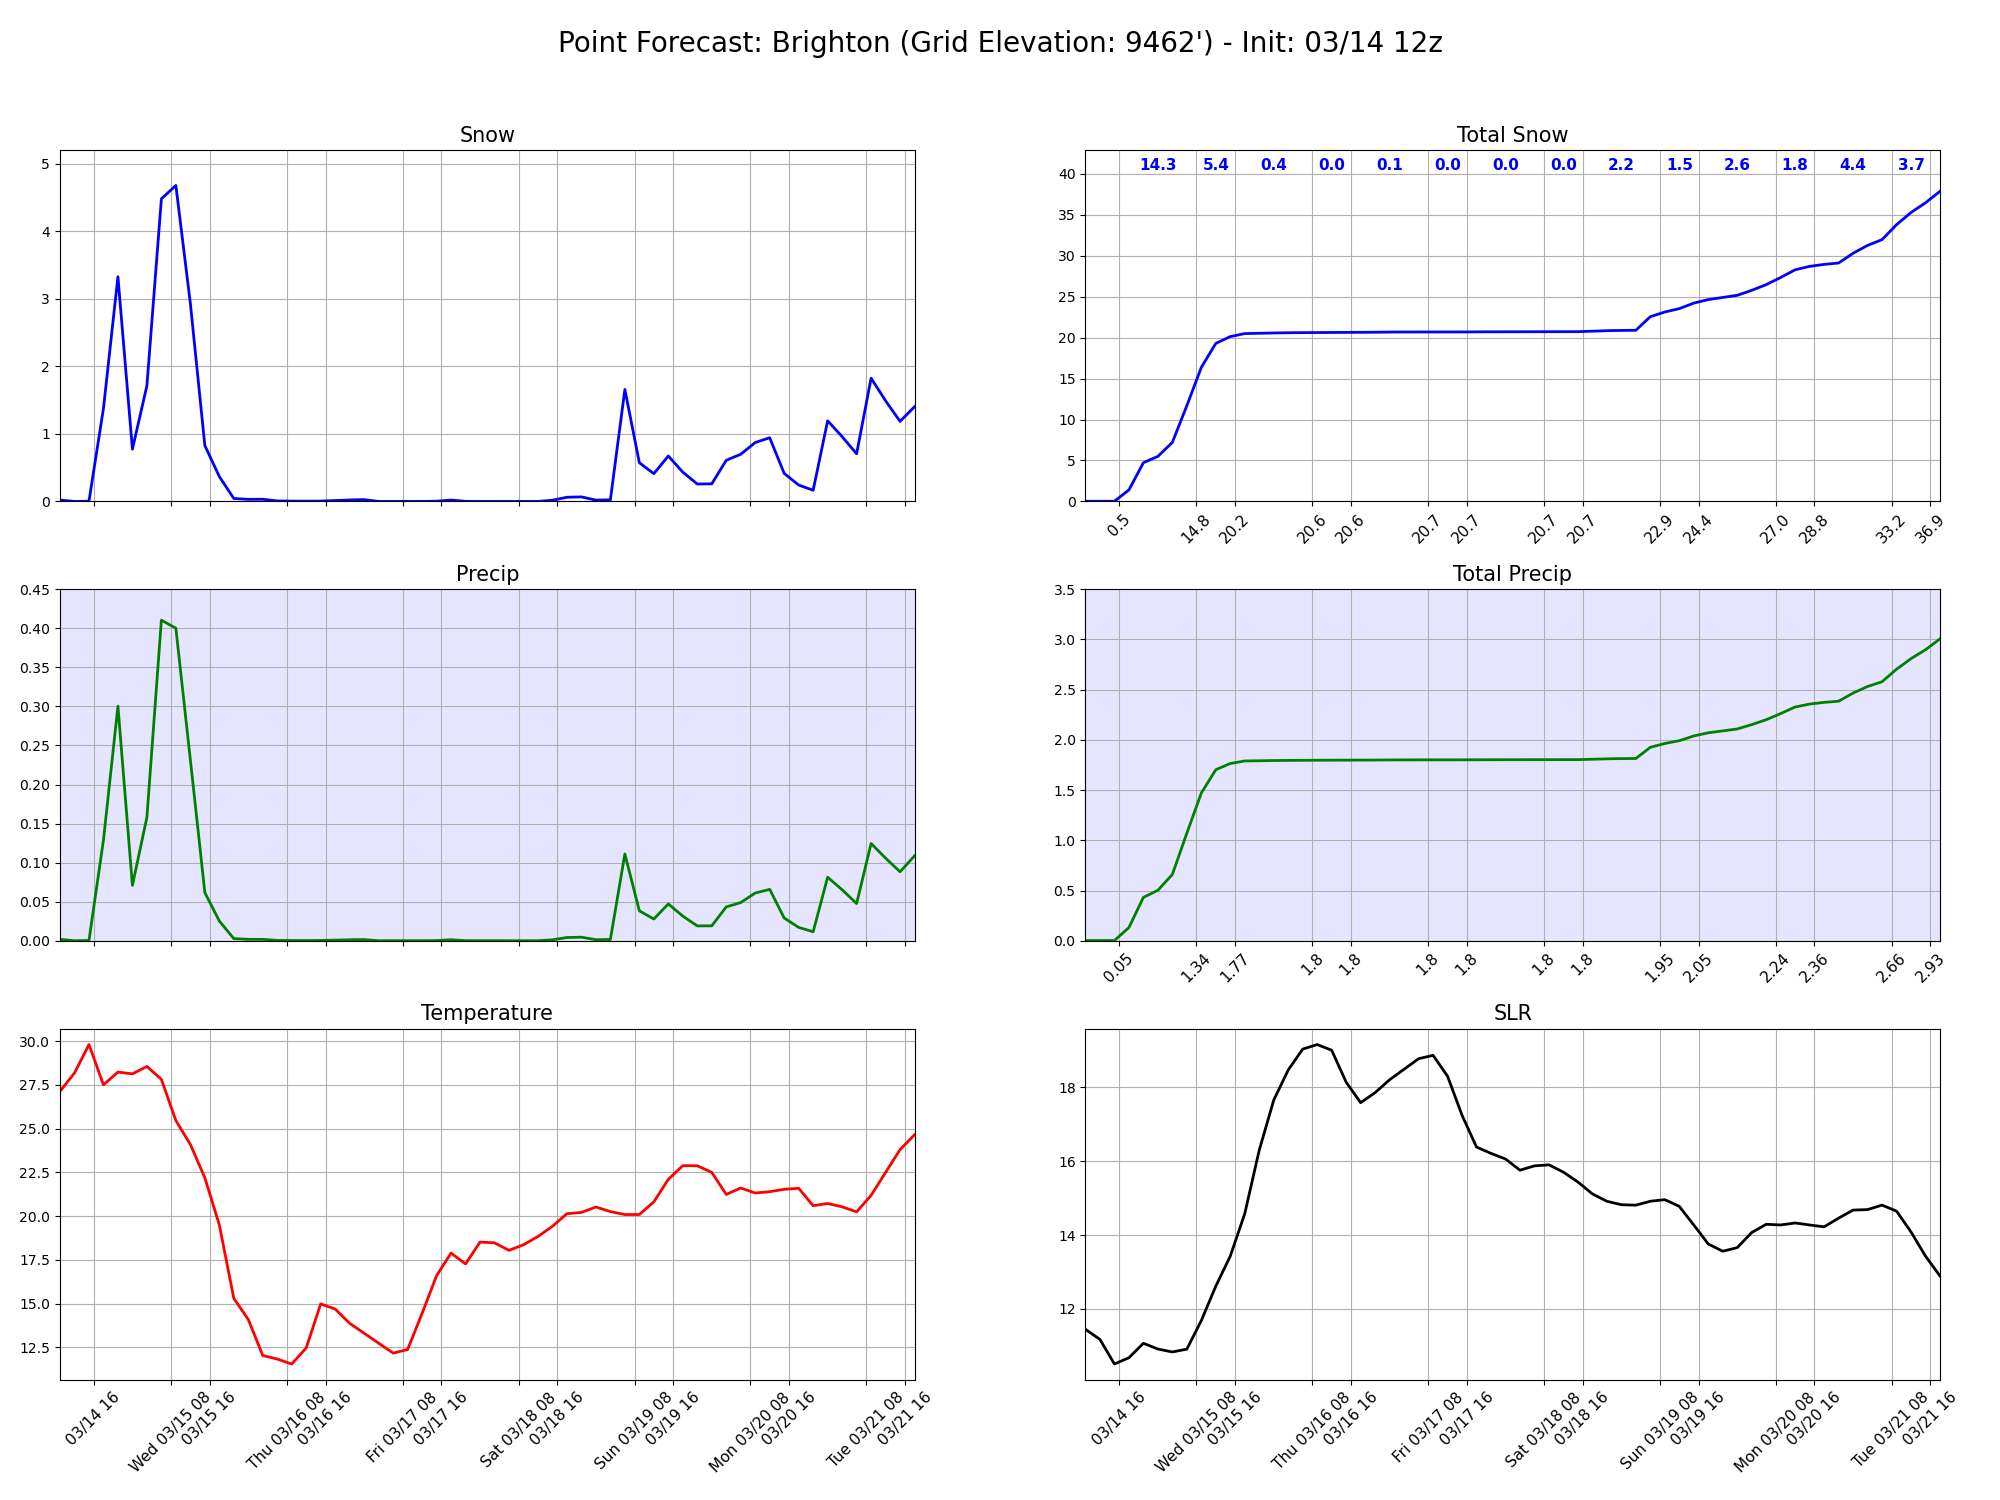 Point Forecast: Brighton (Grid Elevation: 9462') - Init: 03/14 12z
Snow
5
4
3
2
1
0
Total Snow
14.3 5.4 0.4 0.0 0.1 0.0 0.0 0.0 2.2 1.5 2.6 1.8 4.4 3.7
40
35
30
25
20
15
10
5
0
0.5 14.8 20.2 20.6 20.6 20.7 20.7 20.7 20.7 22.9 24.4 27.0 28.8 33.2 36.9
Precip
0.45
0.40
0.35
0.30
0.25
0.20
0.15
0.10
0.05
0.00
Total Precip
3.5
3.0
2.5
2.0
1.5
1.0
0.5
0.0
0.05 1.34 1.77 1.8 1.8 1.8 1.8 1.8 1.8 1.95 2.05 2.24 2.36 2.66 2.93
Temperature
30.0
27.5
25.0
22.5
20.0
17.5
15.0
12.5
03/14 16
Wed 03/15 08
03/15 16
Thu 03/16 08
03/16 16
Fri 03/17 08
03/17 16
Sat 03/18 08
03/18 16
Sun 03/19 08
03/19 16
Mon 03/20 08
03/20 16
Tue 03/21 08
03/21 16
SLR
18
16
14
12
03/14 16
Wed 03/15 08
03/15 16
Thu 03/16 08
03/16 16
Fri 03/17 08
03/17 16
Sat 03/18 08
03/18 16
Sun 03/19 08
03/19 16
Mon 03/20 08
03/20 16
Tue 03/21 08
03/21 16